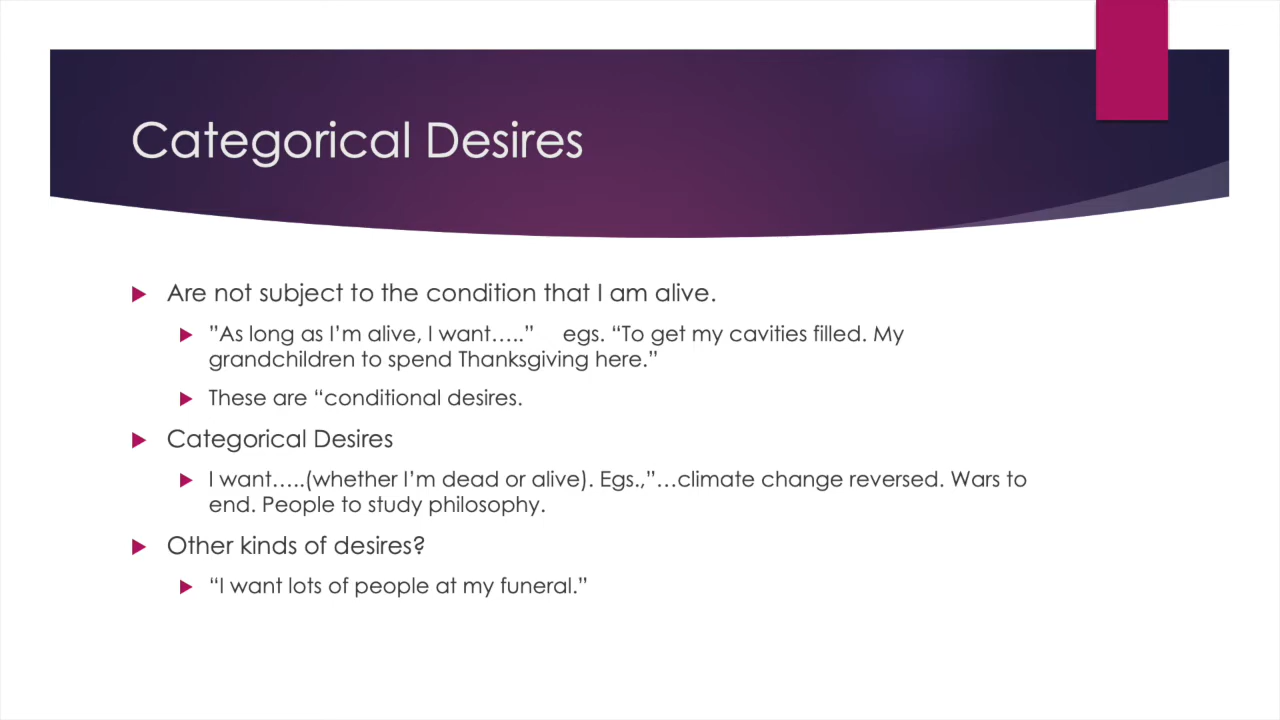 Categorical Desires
Are not subject to the condition that I am alive.
”As long as I’m alive, I want…..” egs. “To get my cavities filled. My
grandchildren to spend Thanksgiving here.”
These are “conditional desires.
Categorical Desires
I want…..(whether I’m dead or alive). Egs.,”…climate change reversed. Wars to
end. People to study philosophy.
Other kinds of desires?
“I want lots of people at my funeral.”